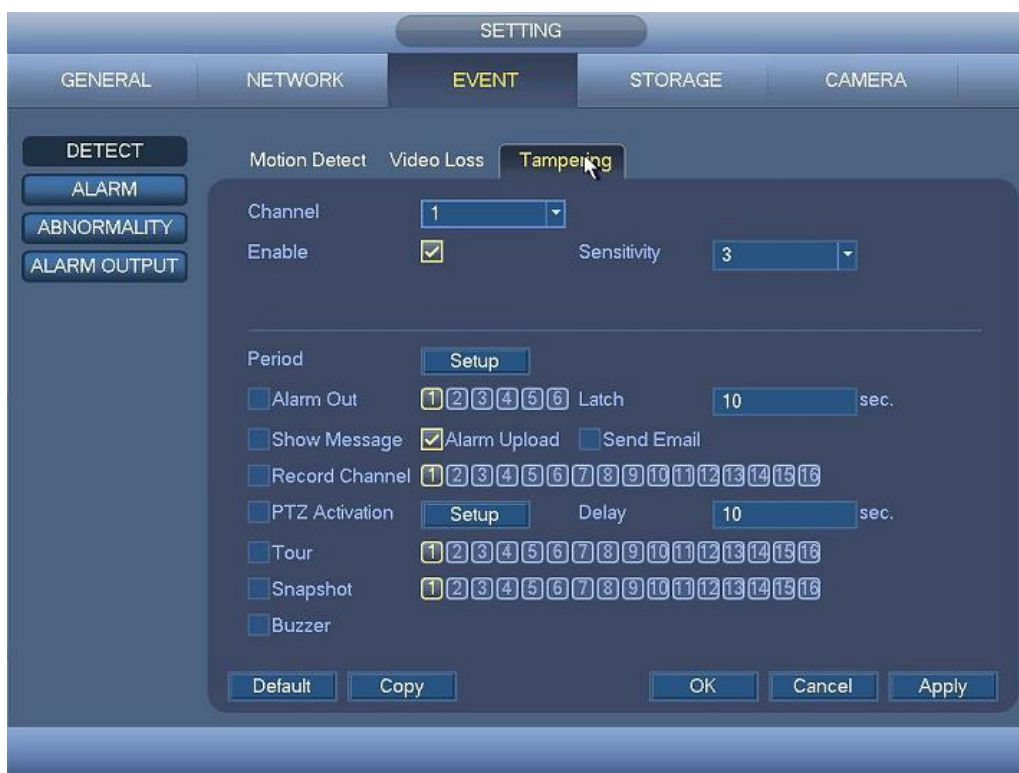 SETTING
GENERAL NETWORK EVENT STORAGE CAMERA
DETECT
ALARM
ABNORMALITY
ALARM OUTPUT
Motion Detect Video Loss Tampering
Channel 1
Enable Sensitivity 3
Period Setup
Alarm Out 1 2 3 4 5 6 Latch 10 sec.
Show Message Alarm Upload Send Email
Record Channel 1 2 3 4 5 6 7 8 9 10 11 12 13 14 15 16
PTZ Activation Setup Delay 10 sec.
Tour 1 2 3 4 5 6 7 8 9 10 11 12 13 14 15 16
Snapshot 1 2 3 4 5 6 7 8 9 10 11 12 13 14 15 16
Buzzer
Default Copy OK Cancel Apply